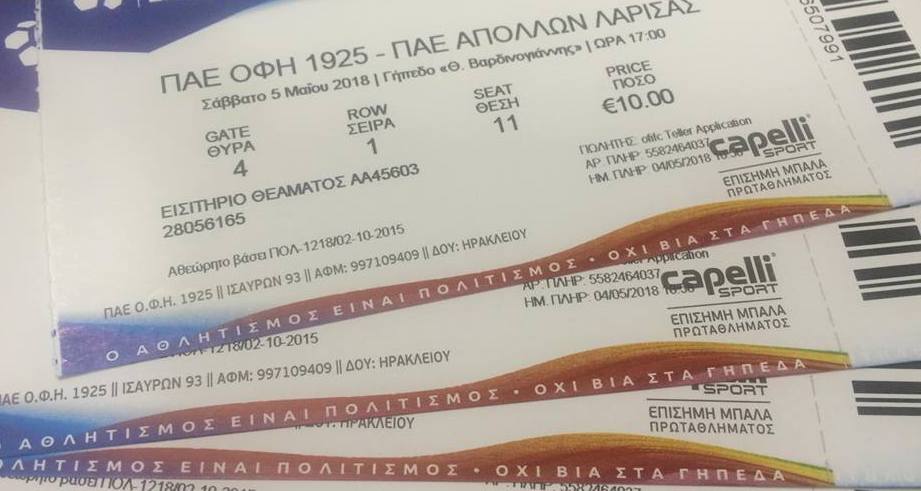 ΠΑΕ ΟΦΗ 1925 - ΠΑΕ ΑΠΟΛΛΩΝ ΛΑΡΙΣΑΣ
Σάββατο 5 Μαΐου 2018 | Γήπεδο «Θ. Βαρδινογιάννης» | ΩΡΑ 17:00
GATE ROW SEAT PRICE
ΘΥΡΑ ΣΕΙΡΑ ΘΕΣΗ ΠΟΣΟ
4 1 11 €10.00
ΕΙΣΙΤΗΡΙΟ ΘΕΑΜΑΤΟΣ ΑΑ45603
28056165
ΠΩΛΗΤΗΣ: ofifc Teller Application
ΑΡ. ΠΛΗΡ: 5582464037
ΗΜ. ΠΛΗΡ: 04/05/2018
capelli
SPORT
ΕΠΙΣΗΜΗ ΜΠΑΛΑ
ΠΡΩΤΑΘΛΗΜΑΤΟΣ
6507991
Αθεώρητο βάσει ΠΟΛ-1218/02-10-2015
ΠΑΕ Ο.Φ.Η. 1925 || ΙΣΑΥΡΩΝ 93 || ΑΦΜ: 997109409 || ΔΟΥ: ΗΡΑΚΛΕΙΟΥ
Ο ΑΘΛΗΤΙΣΜΟΣ ΕΙΝΑΙ ΠΟΛΙΤΙΣΜΟΣ • ΟΧΙ ΒΙΑ ΣΤΑ ΓΗΠΕΔΑ
Application
ΑΡ. ΠΛΗΡ: 5582464037
ΗΜ. ΠΛΗΡ: 04/05/2018
capelli
SPORT
ΕΠΙΣΗΜΗ ΜΠΑΛΑ
ΠΡΩΤΑΘΛΗΜΑΤΟΣ
1218/02-10-2015
ΠΑΕ Ο.Φ.Η. 1925 || ΙΣΑΥΡΩΝ 93 || ΑΦΜ: 997109409 || ΔΟΥ: ΗΡΑΚΛΕΙΟΥ
Ο ΑΘΛΗΤΙΣΜΟΣ ΕΙΝΑΙ ΠΟΛΙΤΙΣΜΟΣ • ΟΧΙ ΒΙΑ ΣΤΑ ΓΗΠΕΔΑ
SPORT
ΕΠΙΣΗΜΗ ΜΠΑΛΑ
ΠΡΩΤΑΘΛΗΜΑΤΟΣ
ΗΡΑΚΛΕΙΟΥ
ΟΛΗΤΙΣΜΟΣ ΕΙΝΑΙ ΠΟΛΙΤΙΣΜΟΣ • ΟΧΙ ΒΙΑ ΣΤΑ ΓΗΠΕΔΑ